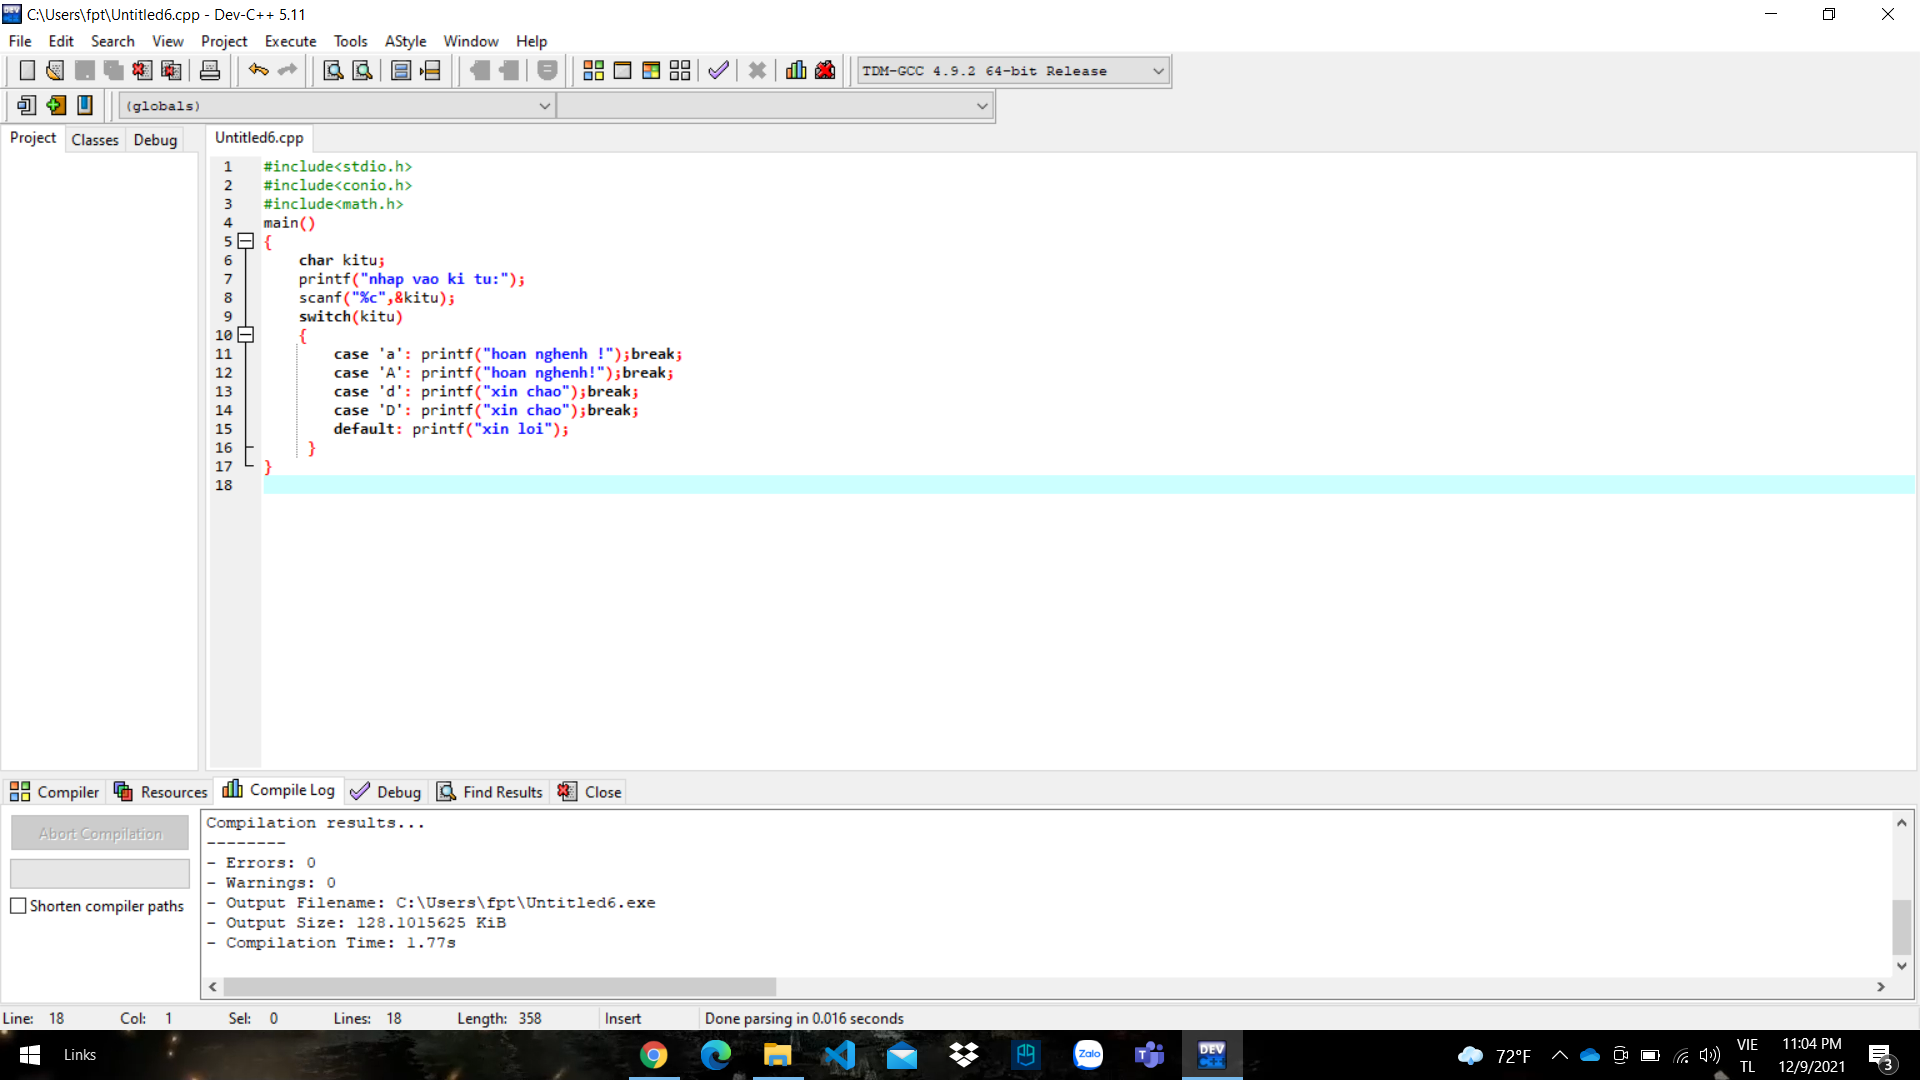 C:\Users\fpt\Untitled6.cpp - Dev-C++ 5.11
File Edit Search View Project Execute Tools AStyle Window Help
TDM-GCC 4.9.2 64-bit Release
(globals)
Project Classes Debug Untitled6.cpp
1 #include<stdio.h>
2 #include<conio.h>
3 #include<math.h>
4 main()
5 {
6 char kitu;
7 printf("nhap vao ki tu:");
8 scanf("%c",&kitu);
9 switch(kitu)
10 {
11 case 'a': printf("hoan nghenh !");break;
12 case 'A': printf("hoan nghenh!");break;
13 case 'd': printf("xin chao");break;
14 case 'D': printf("xin chao");break;
15 default: printf("xin loi");
16 }
17 }
18
Compiler Resources Compile Log Debug Find Results Close
Abort Compilation
Shorten compiler paths
Compilation results...
--------
- Errors: 0
- Warnings: 0
- Output Filename: C:\Users\fpt\Untitled6.exe
- Output Size: 128.1015625 KiB
- Compilation Time: 1.77s
Line: 18 Col: 1 Sel: 0 Lines: 18 Length: 358 Insert Done parsing in 0.016 seconds
Links
Zalo
DEV C++
72°F
VIE
TL
11:04 PM
12/9/2021
3